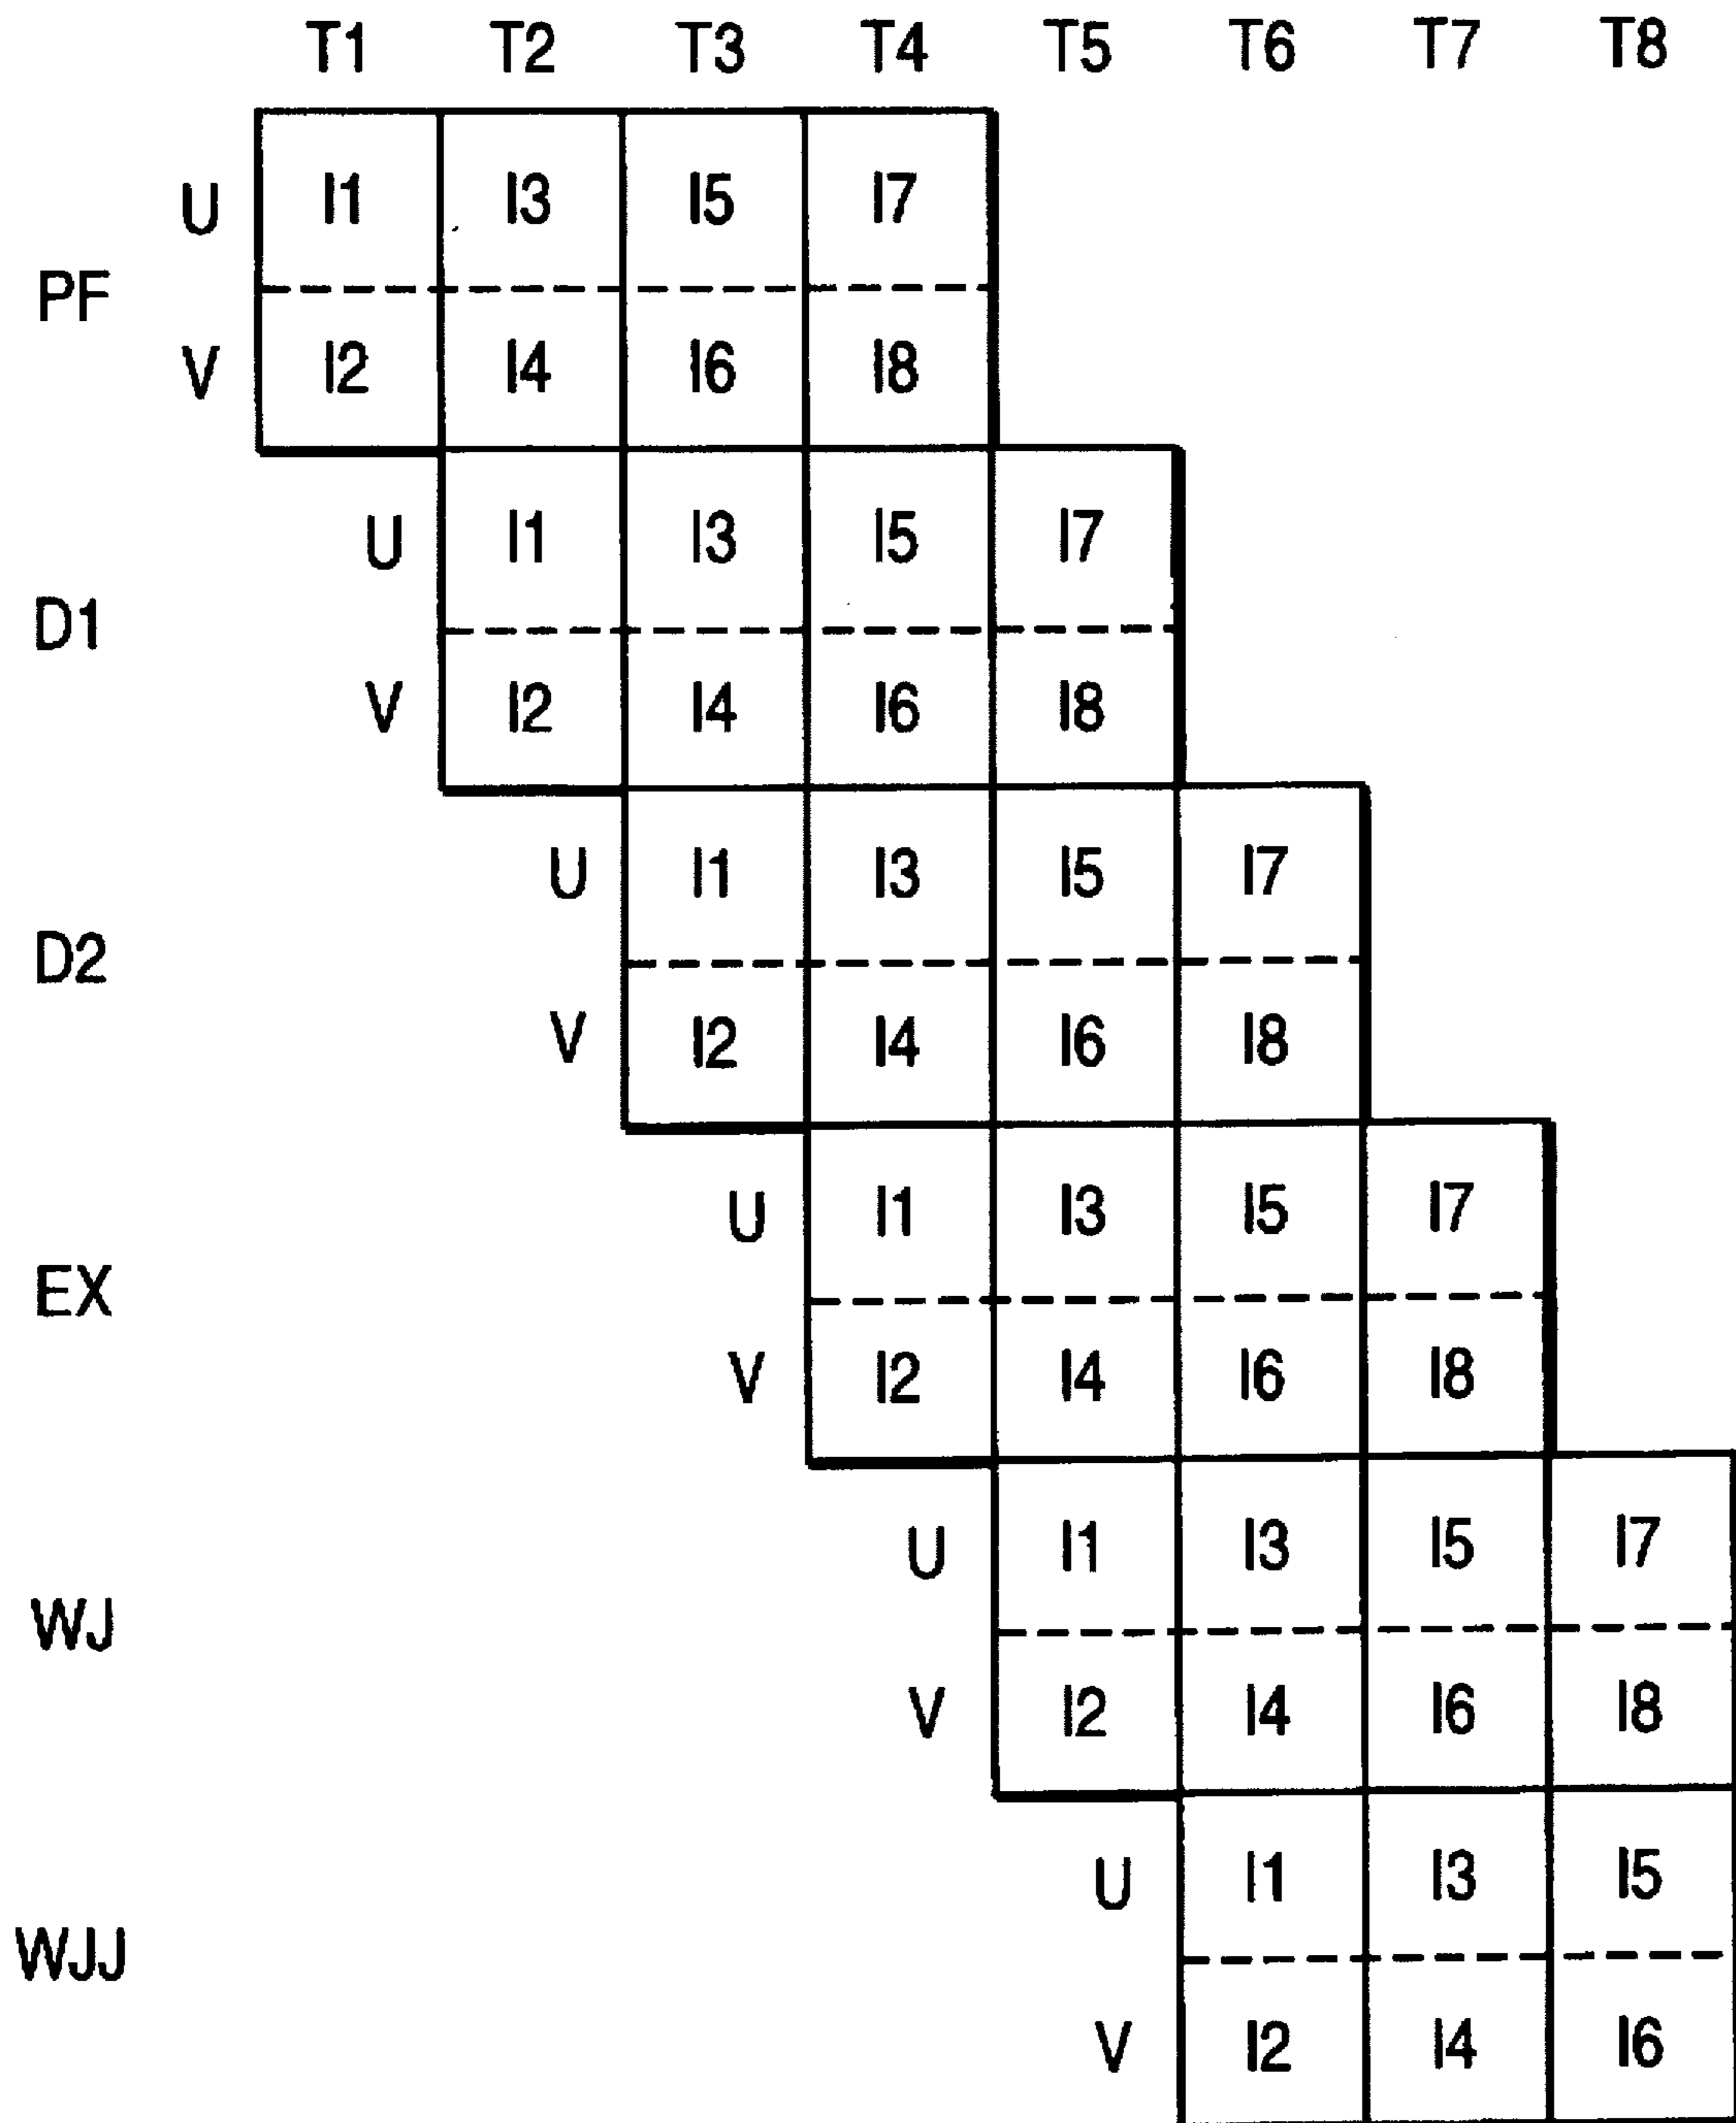 T1 T2 T3 T4 T5 T6 T7 T8
U I1 I3 I5 I7
PF
V I2 I4 I6 I8
U I1 I3 I5 I7
D1
V I2 I4 I6 I8
U I1 I3 I5 I7
D2
V I2 I4 I6 I8
U I1 I3 I5 I7
EX
V I2 I4 I6 I8
U I1 I3 I5 I7
WJ
V I2 I4 I6 I8
U I1 I3 I5
WJJ
V I2 I4 I6